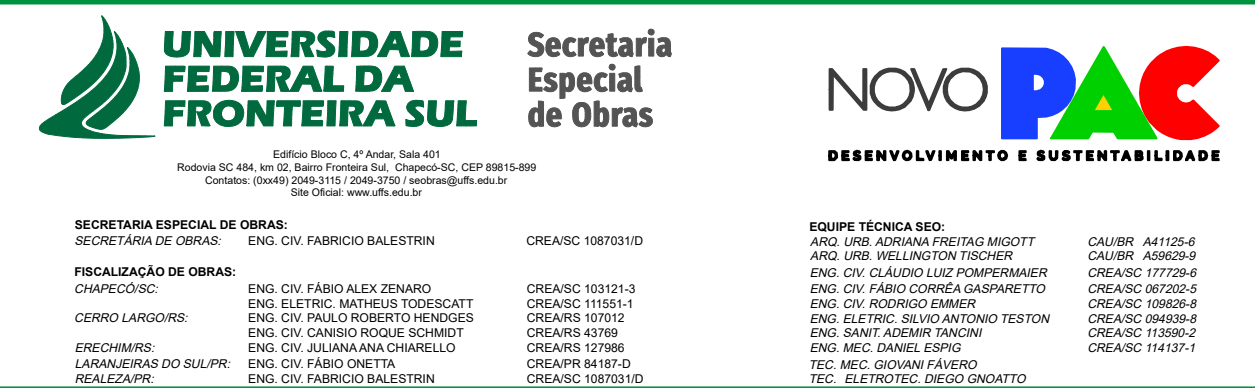 UNIVERSIDADE
FEDERAL DA
FRONTEIRA SUL
Secretaria
Especial
de Obras
NOVO PAC
DESENVOLVIMENTO E SUSTENTABILIDADE
Edifício Bloco C, 4º Andar, Sala 401
Rodovia SC 484, km 02, Bairro Fronteira Sul, Chapecó-SC, CEP 89815-899
Contatos: (0xx49) 2049-3115 / 2049-3750 / seobras@uffs.edu.br
Site Oficial: www.uffs.edu.br
SECRETARIA ESPECIAL DE OBRAS:
SECRETÁRIA DE OBRAS: ENG. CIV. FABRICIO BALESTRIN CREA/SC 1087031/D
FISCALIZAÇÃO DE OBRAS:
CHAPECÓ/SC: ENG. CIV. FÁBIO ALEX ZENARO CREA/SC 103121-3
ENG. ELETRIC. MATHEUS TODESCATT CREA/SC 111551-1
CERRO LARGO/RS: ENG. CIV. PAULO ROBERTO HENDGES CREA/RS 107012
ENG. CIV. CANISIO ROQUE SCHMIDT CREA/RS 43769
ERECHIM/RS: ENG. CIV. JULIANA ANA CHIARELLO CREA/RS 127986
LARANJEIRAS DO SUL/PR: ENG. CIV. FÁBIO ONETTA CREA/PR 84187-D
REALEZA/PR: ENG. CIV. FABRICIO BALESTRIN CREA/SC 1087031/D
EQUIPE TÉCNICA SEO:
ARQ. URB. ADRIANA FREITAG MIGOTT CAU/BR A41125-6
ARQ. URB. WELLINGTON TISCHER CAU/BR A59629-9
ENG. CIV. CLÁUDIO LUIZ POMPERMAIER CREA/SC 177729-6
ENG. CIV. FÁBIO CORRÊA GASPARETTO CREA/SC 067202-5
ENG. CIV. RODRIGO EMMER CREA/SC 109826-8
ENG. ELETRIC. SILVIO ANTONIO TESTON CREA/SC 094939-8
ENG. SANIT. ADEMIR TANCINI CREA/SC 113590-2
ENG. MEC. DANIEL ESPIG CREA/SC 114137-1
TEC. MEC. GIOVANI FÁVERO
TEC. ELETROTEC. DIEGO GNOATTO